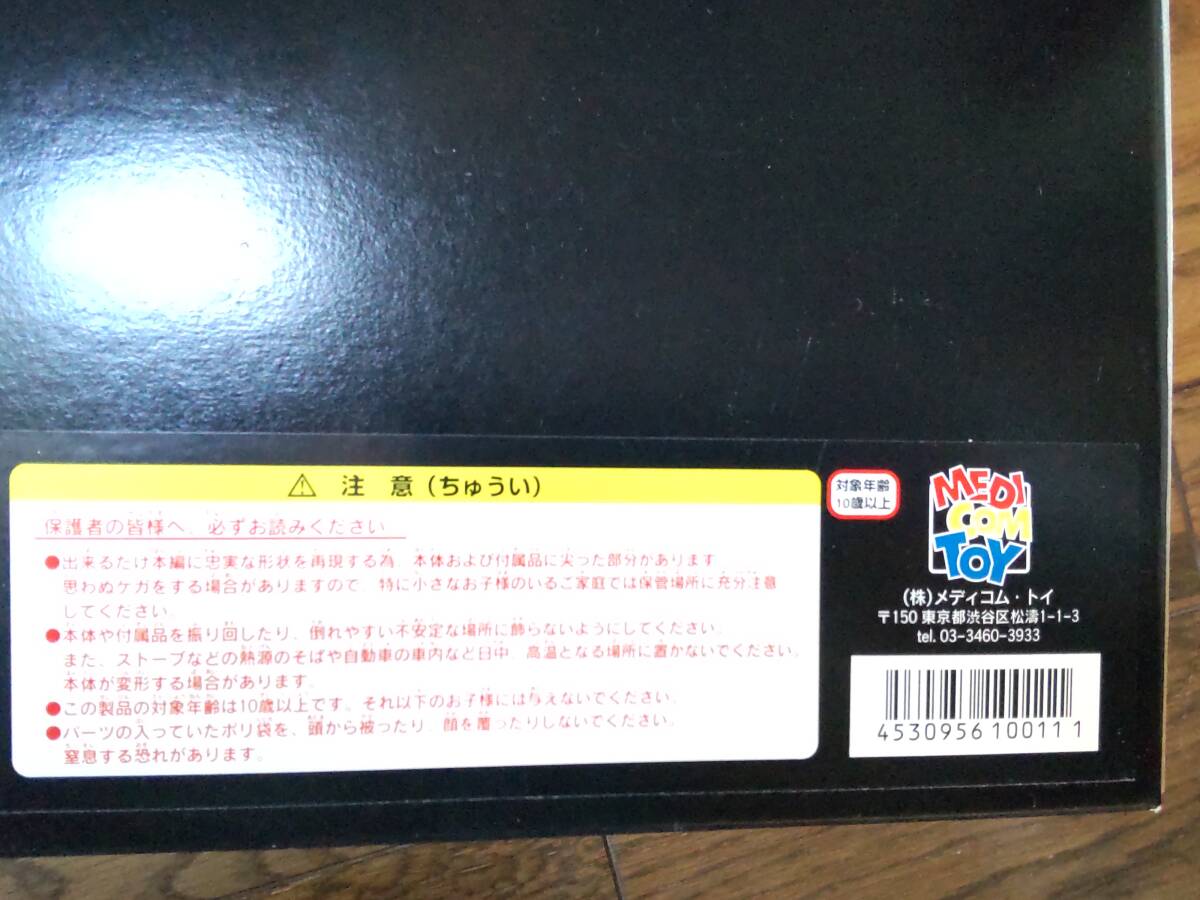 ⚠ 注 意 (ちゅうい)
保護者の皆様へ、必ずお読みください
●出来るたけ本編に忠実な形状を再現する為、本体および付属品に尖った部分があります。
思わぬケガをする場合がありますので、特に小さなお子様のいるご家庭では保管場所に充分注意
してください。
●本体や付属品を振り回したり、倒れやすい不安定な場所に飾らないようにしてください。
また、ストーブなどの熱源のそばや自動車の車内など日中、高温となる場所に置かないでください。
本体が変形する場合があります。
●この製品の対象年齢は10歳以上です。それ以下のお子様には与えないでください。
●パーツの入っていたポリ袋を、頭から被ったり、顔を覆ったりしないでください。
窒息する恐れがあります。
対象年齢
10歳以上
MEDI
COM
TOY
(株)メディコム・トイ
〒150 東京都渋谷区松濤1-1-3
tel. 03-3460-3933
4530956100111